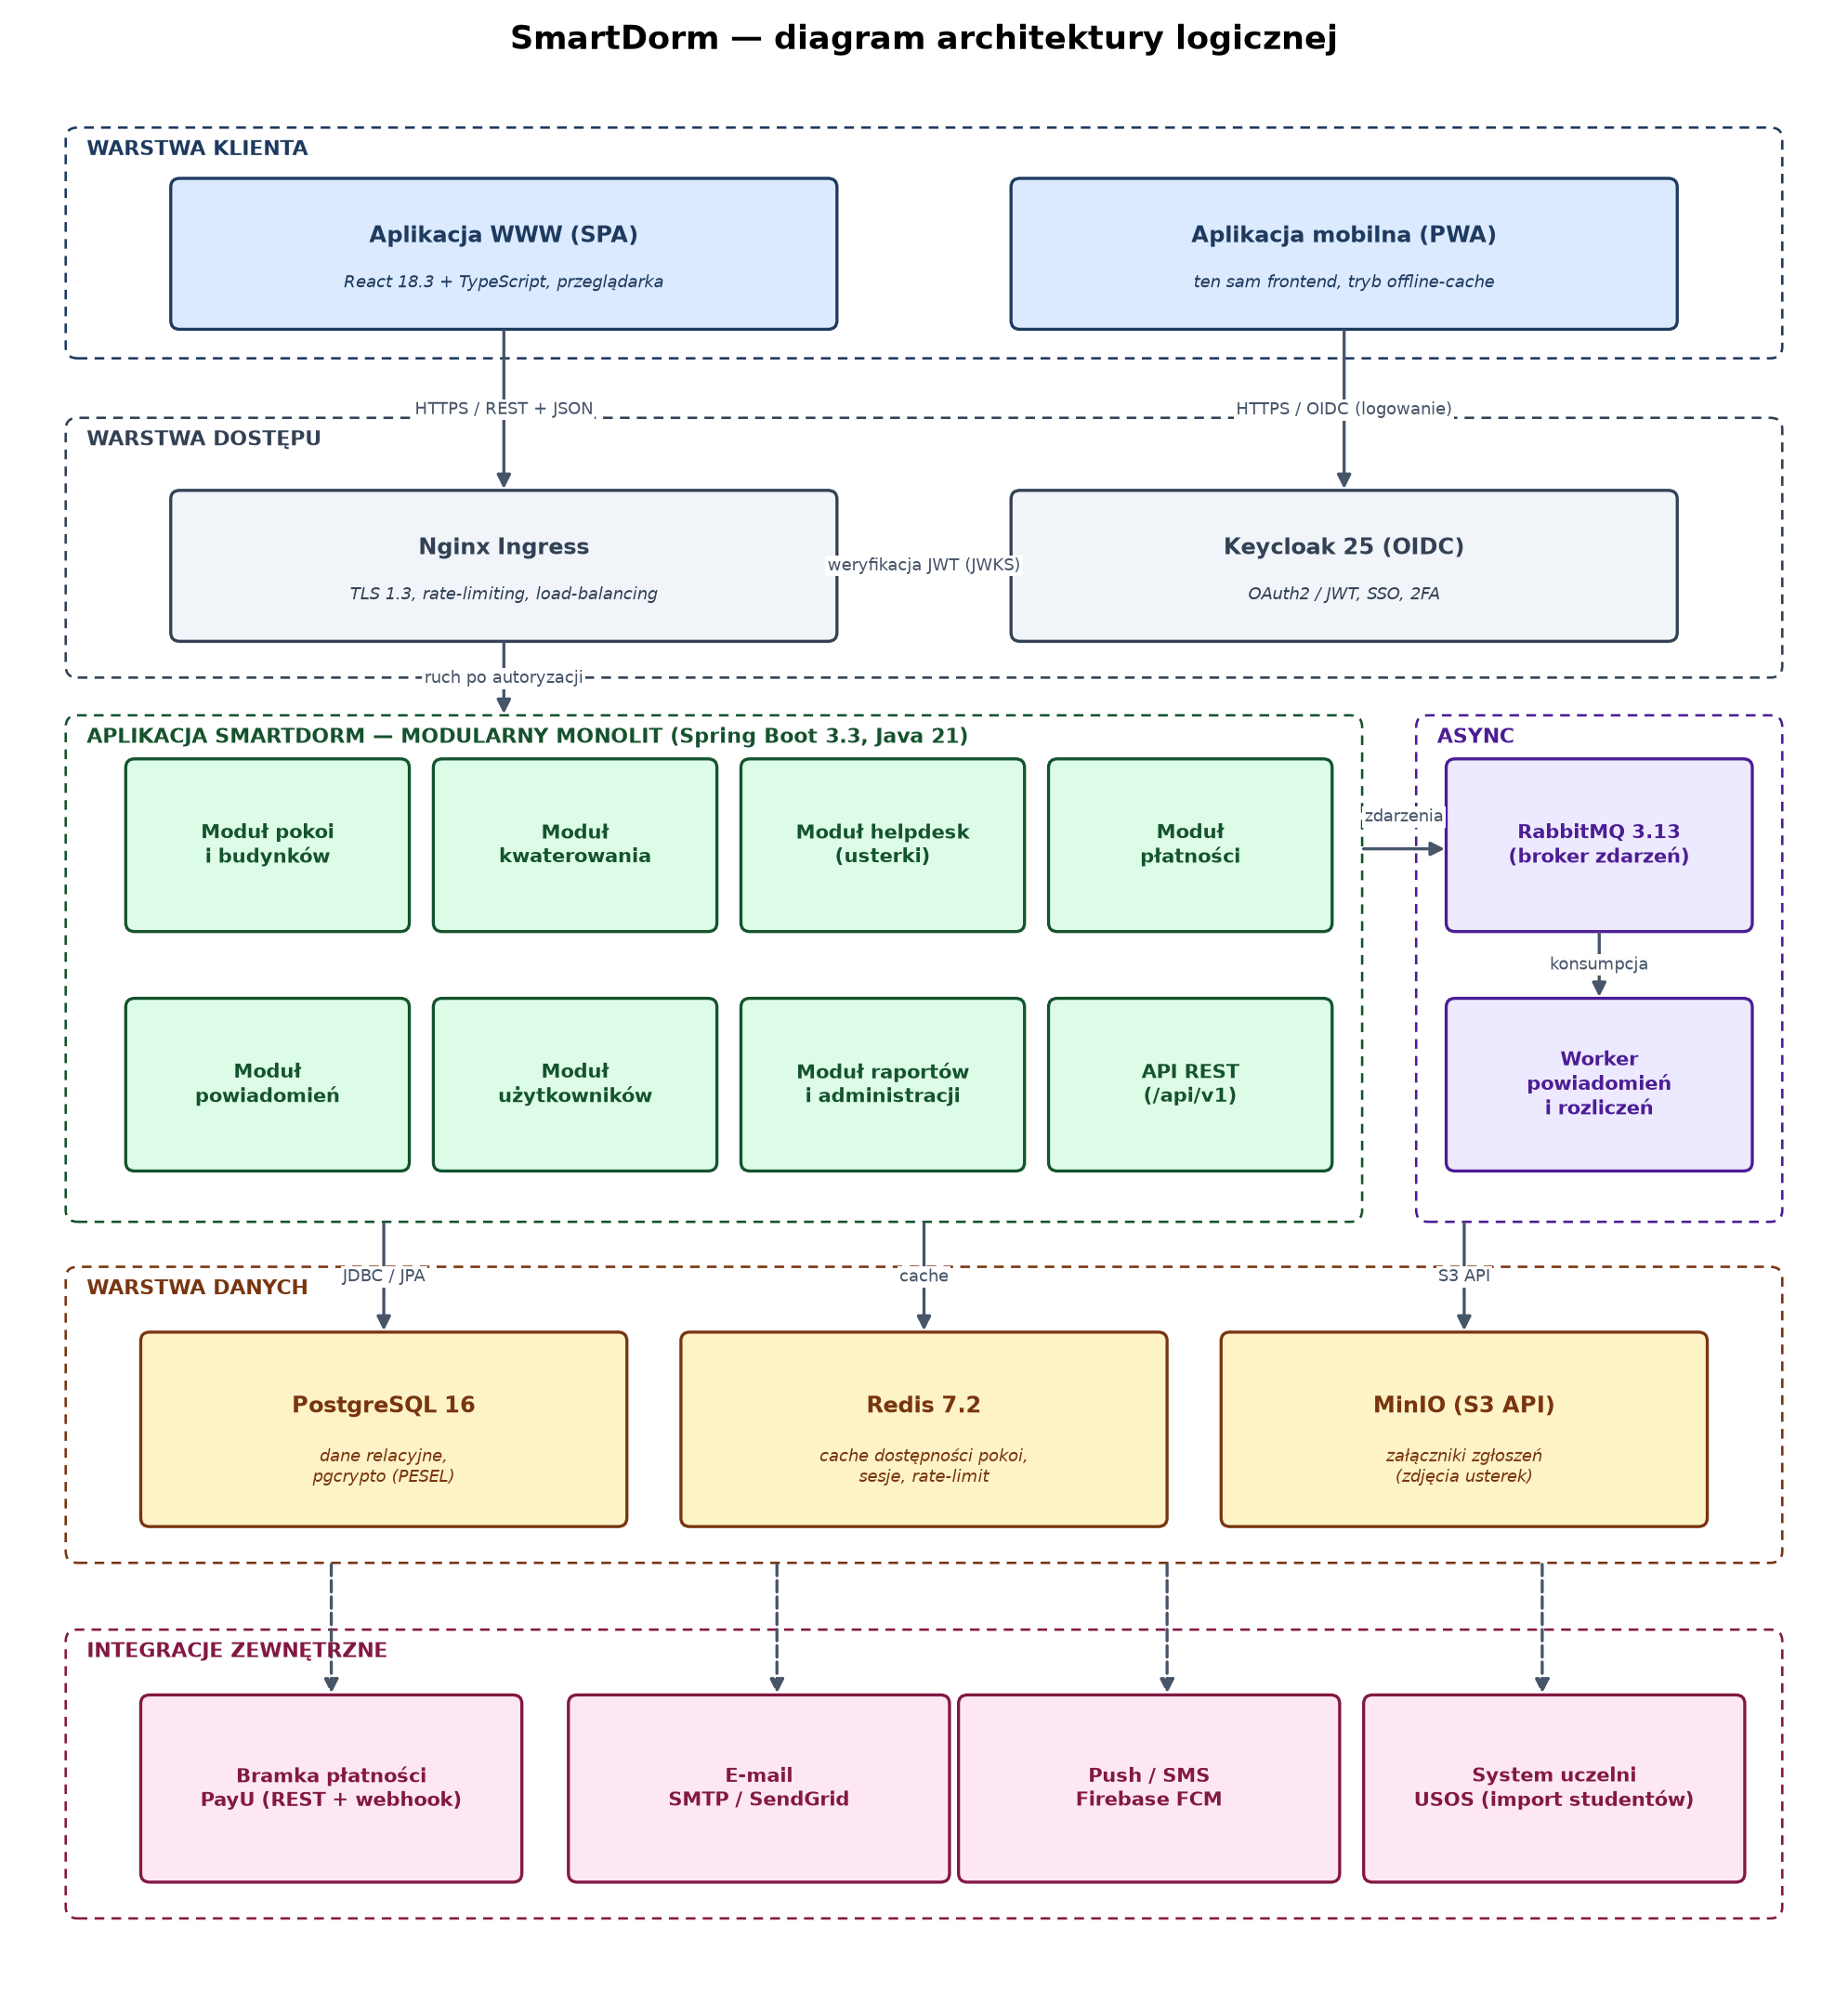 SmartDorm — diagram architektury logicznej
WARSTWA KLIENTA
Aplikacja WWW (SPA)
React 18.3 + TypeScript, przeglądarka
Aplikacja mobilna (PWA)
ten sam frontend, tryb offline-cache
HTTPS / REST + JSON
HTTPS / OIDC (logowanie)
WARSTWA DOSTĘPU
Nginx Ingress
TLS 1.3, rate-limiting, load-balancing
weryfikacja JWT (JWKS)
Keycloak 25 (OIDC)
OAuth2 / JWT, SSO, 2FA
ruch po autoryzacji
APLIKACJA SMARTDORM — MODULARNY MONOLIT (Spring Boot 3.3, Java 21)
Moduł pokoi
i budynków
Moduł
kwaterowania
Moduł helpdesk
(usterki)
Moduł
płatności
Moduł
powiadomień
Moduł
użytkowników
Moduł raportów
i administracji
API REST
(/api/v1)
zdarzenia
ASYNC
RabbitMQ 3.13
(broker zdarzeń)
konsumpcja
Worker
powiadomień
i rozliczeń
JDBC / JPA
cache
S3 API
WARSTWA DANYCH
PostgreSQL 16
dane relacyjne,
pgcrypto (PESEL)
Redis 7.2
cache dostępności pokoi,
sesje, rate-limit
MinIO (S3 API)
załączniki zgłoszeń
(zdjęcia usterek)
INTEGRACJE ZEWNĘTRZNE
Bramka płatności
PayU (REST + webhook)
E-mail
SMTP / SendGrid
Push / SMS
Firebase FCM
System uczelni
USOS (import studentów)